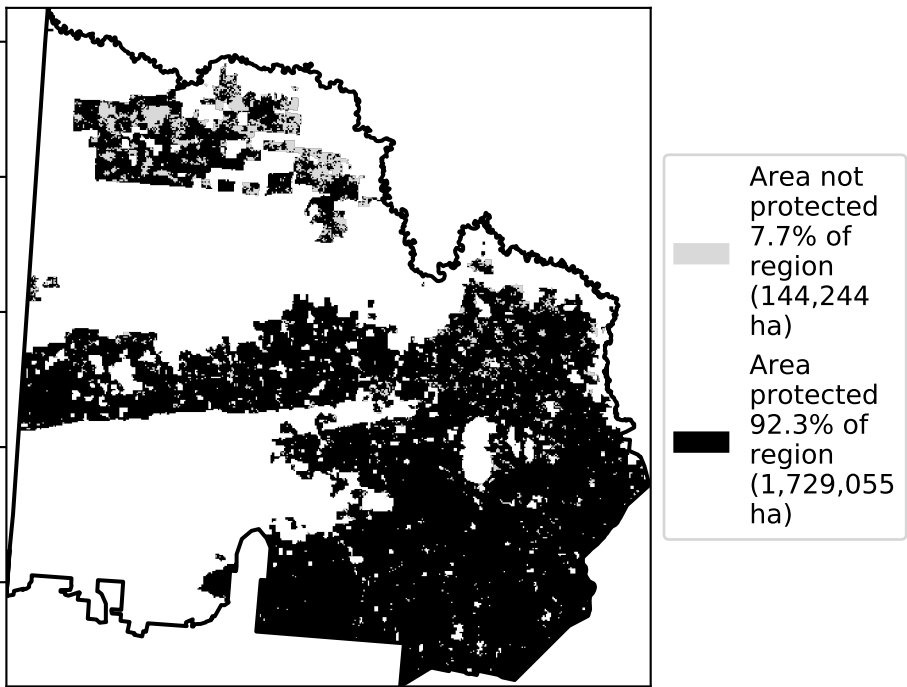 Area not
protected
7.7% of
region
(144,244
ha)
Area
protected
92.3% of
region
(1,729,055
ha)